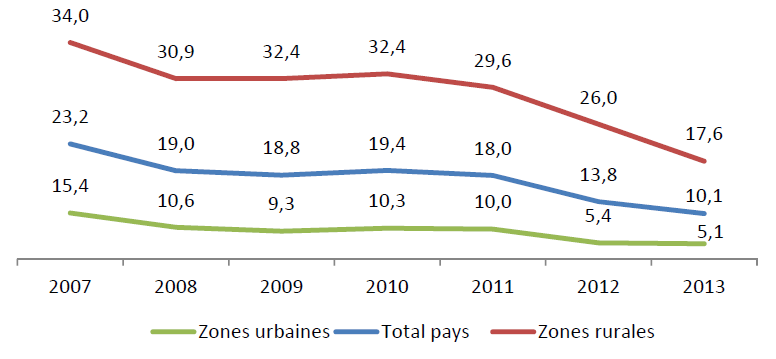 34,0
30,9 32,4 32,4 29,6 26,0 17,6
23,2 19,0 18,8 19,4 18,0 13,8 10,1
15,4 10,6 9,3 10,3 10,0 5,4 5,1
2007 2008 2009 2010 2011 2012 2013
Zones urbaines Total pays Zones rurales